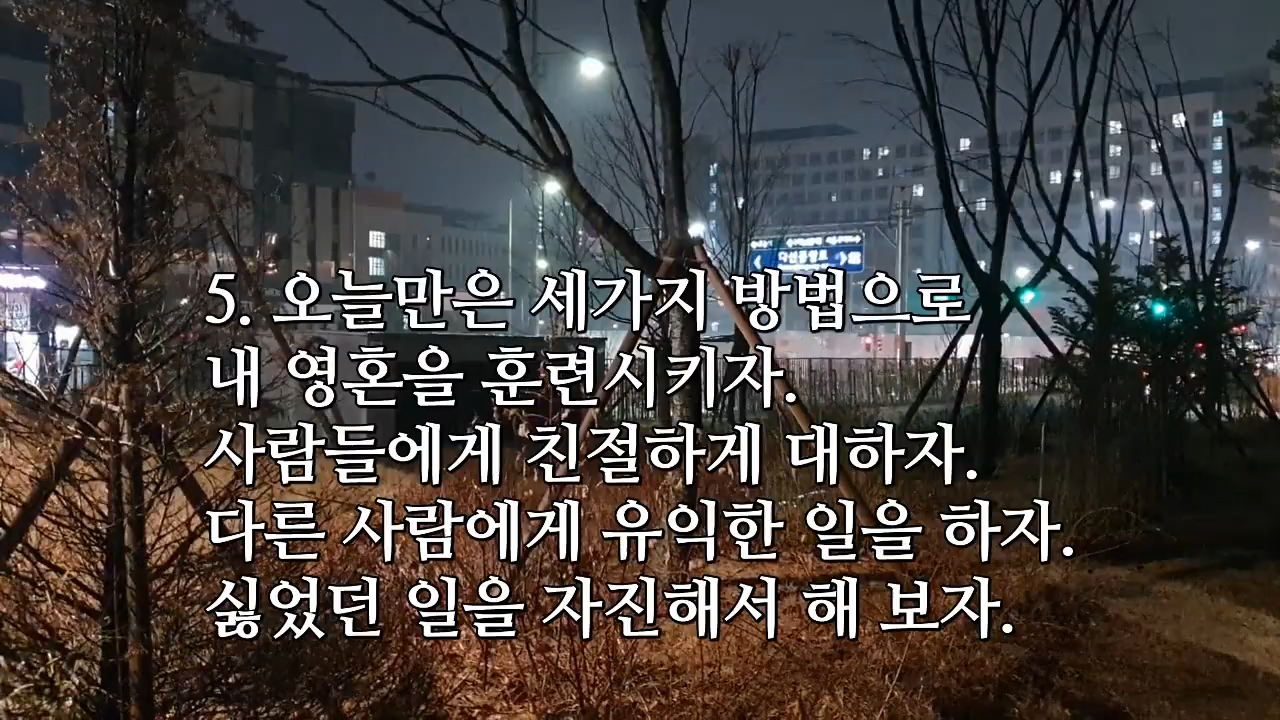 5. 오늘만은 세가지 방법으로
내 영혼을 훈련시키자.
사람들에게 친절하게 대하자.
다른 사람에게 유익한 일을 하자.
싫었던 일을 자진해서 해 보자.